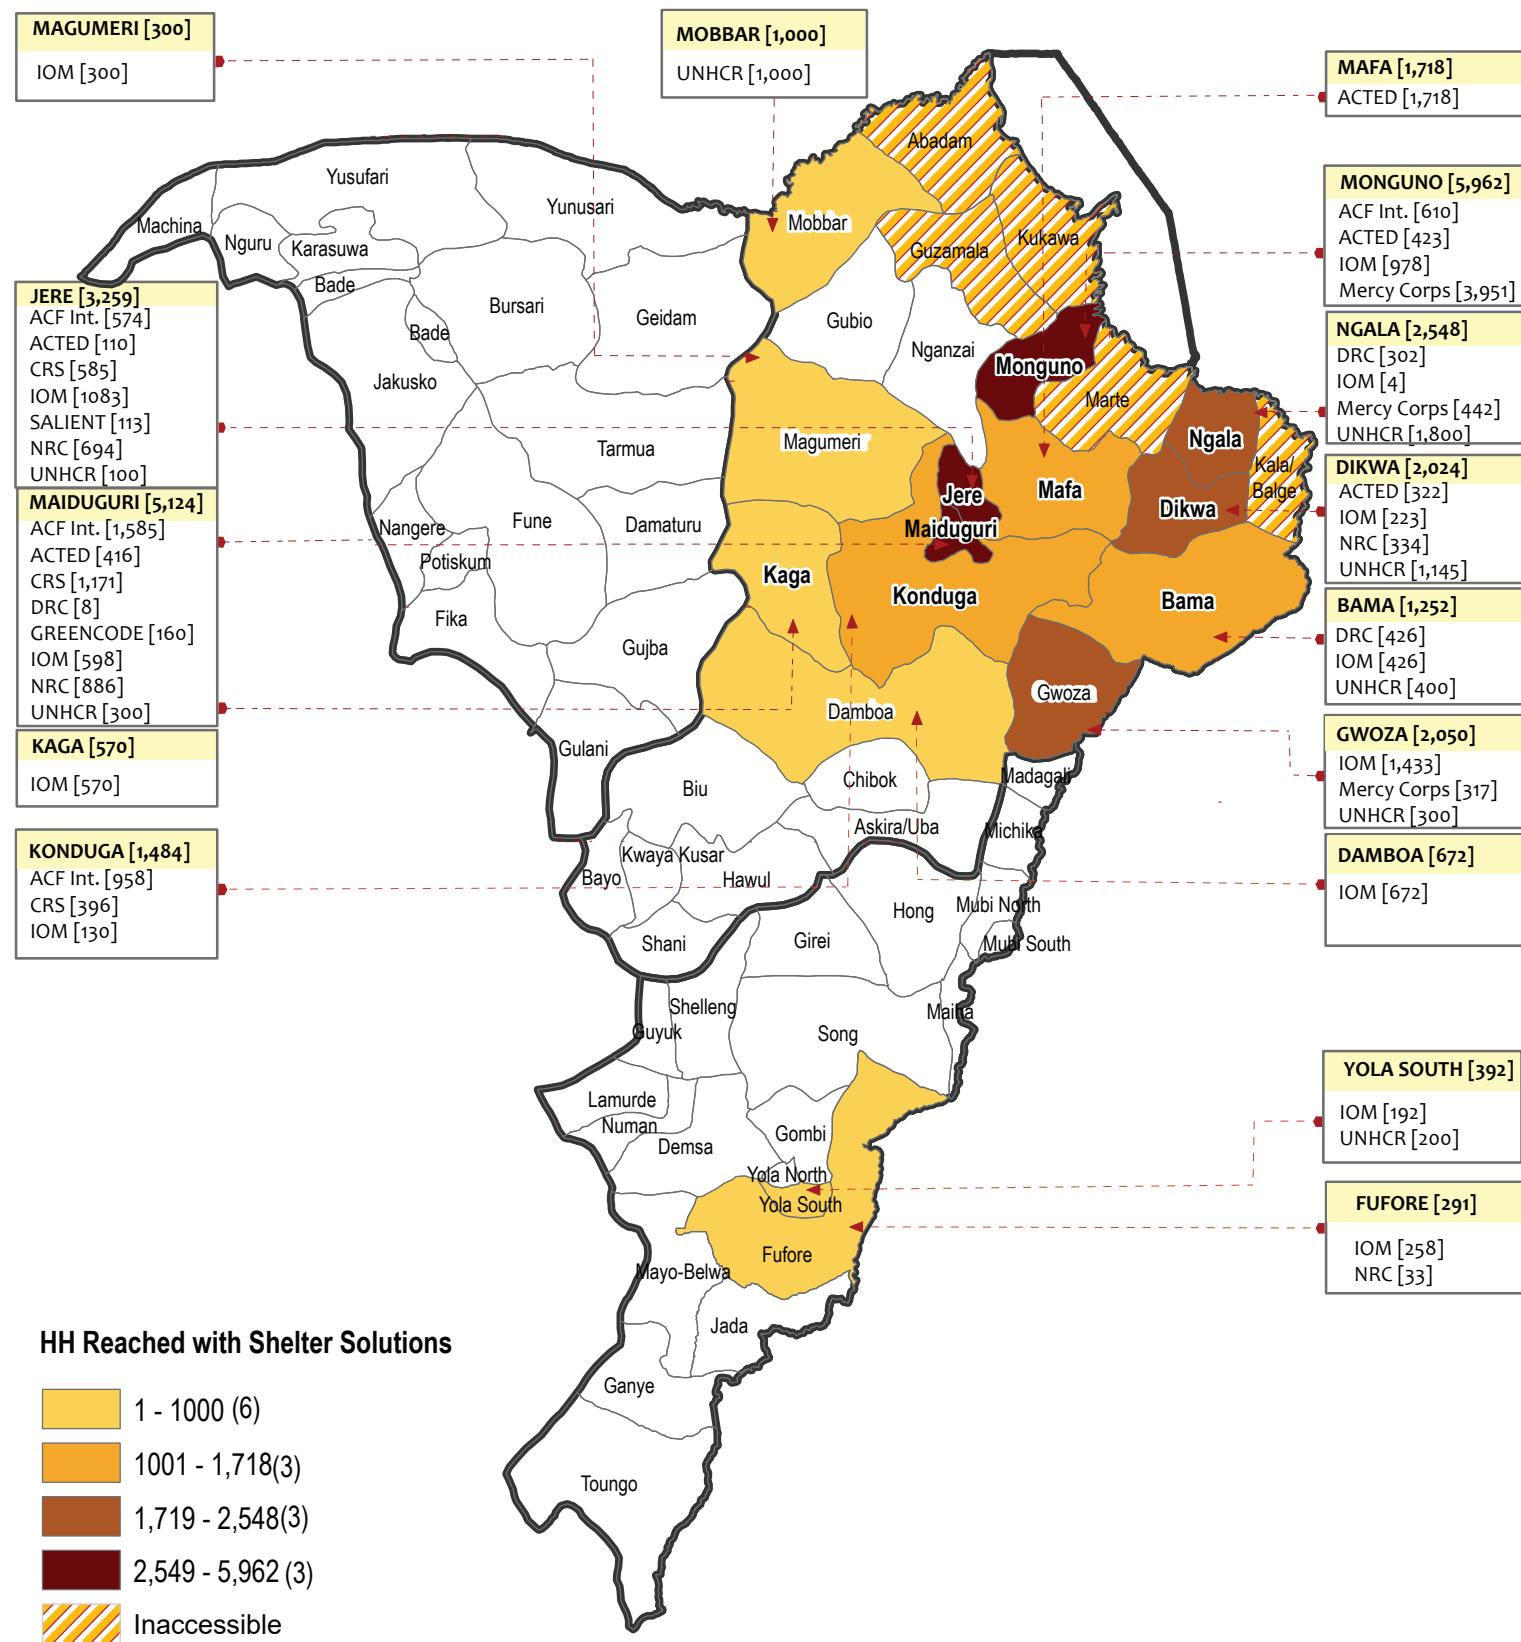 MAGUMERI [300]
IOM [300]
MOBBAR [1,000]
UNHCR [1,000]
MAFA [1,718]
ACTED [1,718]
MONGUNO [5,962]
ACF Int. [610]
ACTED [423]
IOM [978]
Mercy Corps [3,951]
NGALA [2,548]
DRC [302]
IOM [4]
Mercy Corps [442]
UNHCR [1,800]
DIKWA [2,024]
ACTED [322]
IOM [223]
NRC [334]
UNHCR [1,145]
BAMA [1,252]
DRC [426]
IOM [426]
UNHCR [400]
GWOZA [2,050]
IOM [1,433]
Mercy Corps [317]
UNHCR [300]
DAMBOA [672]
IOM [672]
YOLA SOUTH [392]
IOM [192]
UNHCR [200]
FUFORE [291]
IOM [258]
NRC [33]
JERE [3,259]
ACF Int. [574]
ACTED [110]
CRS [585]
IOM [1083]
SALIENT [113]
NRC [694]
UNHCR [100]
MAIDUGURI [5,124]
ACF Int. [1,585]
ACTED [416]
CRS [1,171]
DRC [8]
GREENCODE [160]
IOM [598]
NRC [886]
UNHCR [300]
KAGA [570]
IOM [570]
KONDUGA [1,484]
ACF Int. [958]
CRS [396]
IOM [130]
Abadam
Yusufari
Yunusari
Machina
Nguru
Karasuwa
Bade
Mobbar
Guzamala
Kukawa
Bursari
Geidam
Gubio
Bade
Nganzai
Monguno
Jakusko
Marte
Tarmua
Magumeri
Ngala
Kala/
Balge
Jere
Mafa
Dikwa
Nangere
Fune
Damaturu
Maiduguri
Potiskum
Kaga
Konduga
Bama
Fika
Gujba
Damboa
Gwoza
Gulani
Biu
Chibok
Madagali
Askira/Uba
Michika
Kwaya Kusar
Bayo
Hawul
Hong
Mubi North
Shani
Girei
Mubi South
Shelleng
Guyuk
Song
Maiha
Lamurde
Numan
Demsa
Gombi
Yola North
Yola South
Fufore
Mayo-Belwa
Jada
Ganye
Toungo
HH Reached with Shelter Solutions
1 - 1000 (6)
1001 - 1,718(3)
1,719 - 2,548(3)
2,549 - 5,962 (3)
Inaccessible